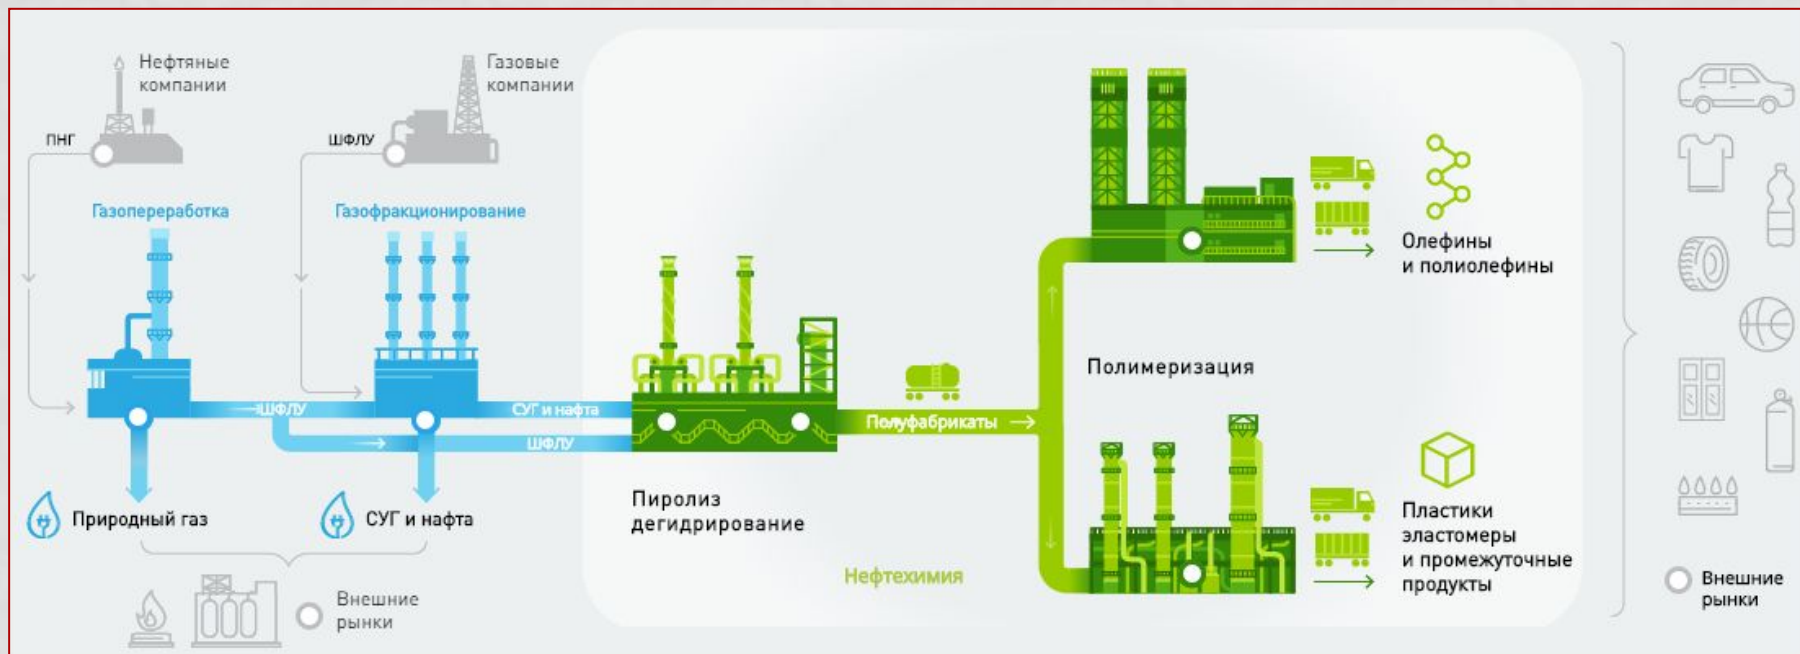 Нефтяные
компании
Газовые
компании
ПНГ
ШФЛУ
Газопереработка
Газофракционирование
ШФЛУ
СУГ и нафта
ШФЛУ
Природный газ
СУГ и нафта
Внешние
рынки
Пиролиз
дегидрирование
Полуфабрикаты
Нефтехимия
Полимеризация
Олефины
и полиолефины
Пластики
эластомеры
и промежуточные
продукты
Внешние
рынки